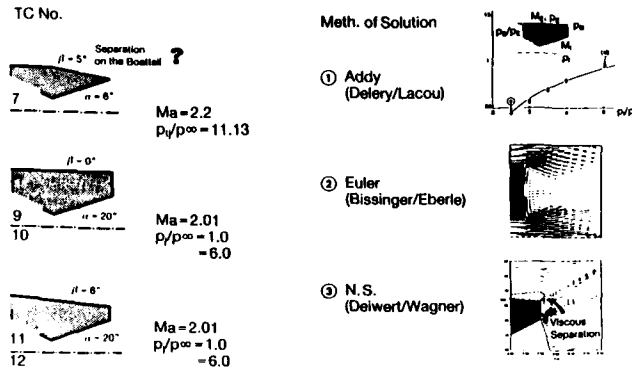 TC No.
β = 5°
Separation
on the Boattail ?
7
α = 6°
Ma = 2.2
ptj/p∞ = 11.13
β = 0°
9
10
α = 20°
Ma = 2.01
pj/p∞ = 1.0
= 6.0
β = 6°
11
12
α = 20°
Ma = 2.01
pj/p∞ = 1.0
= 6.0
Meth. of Solution
① Addy
(Delery/Lacou)
② Euler
(Bissinger/Eberle)
③ N.S.
(Deiwert/Wagner)
Viscous
Separation